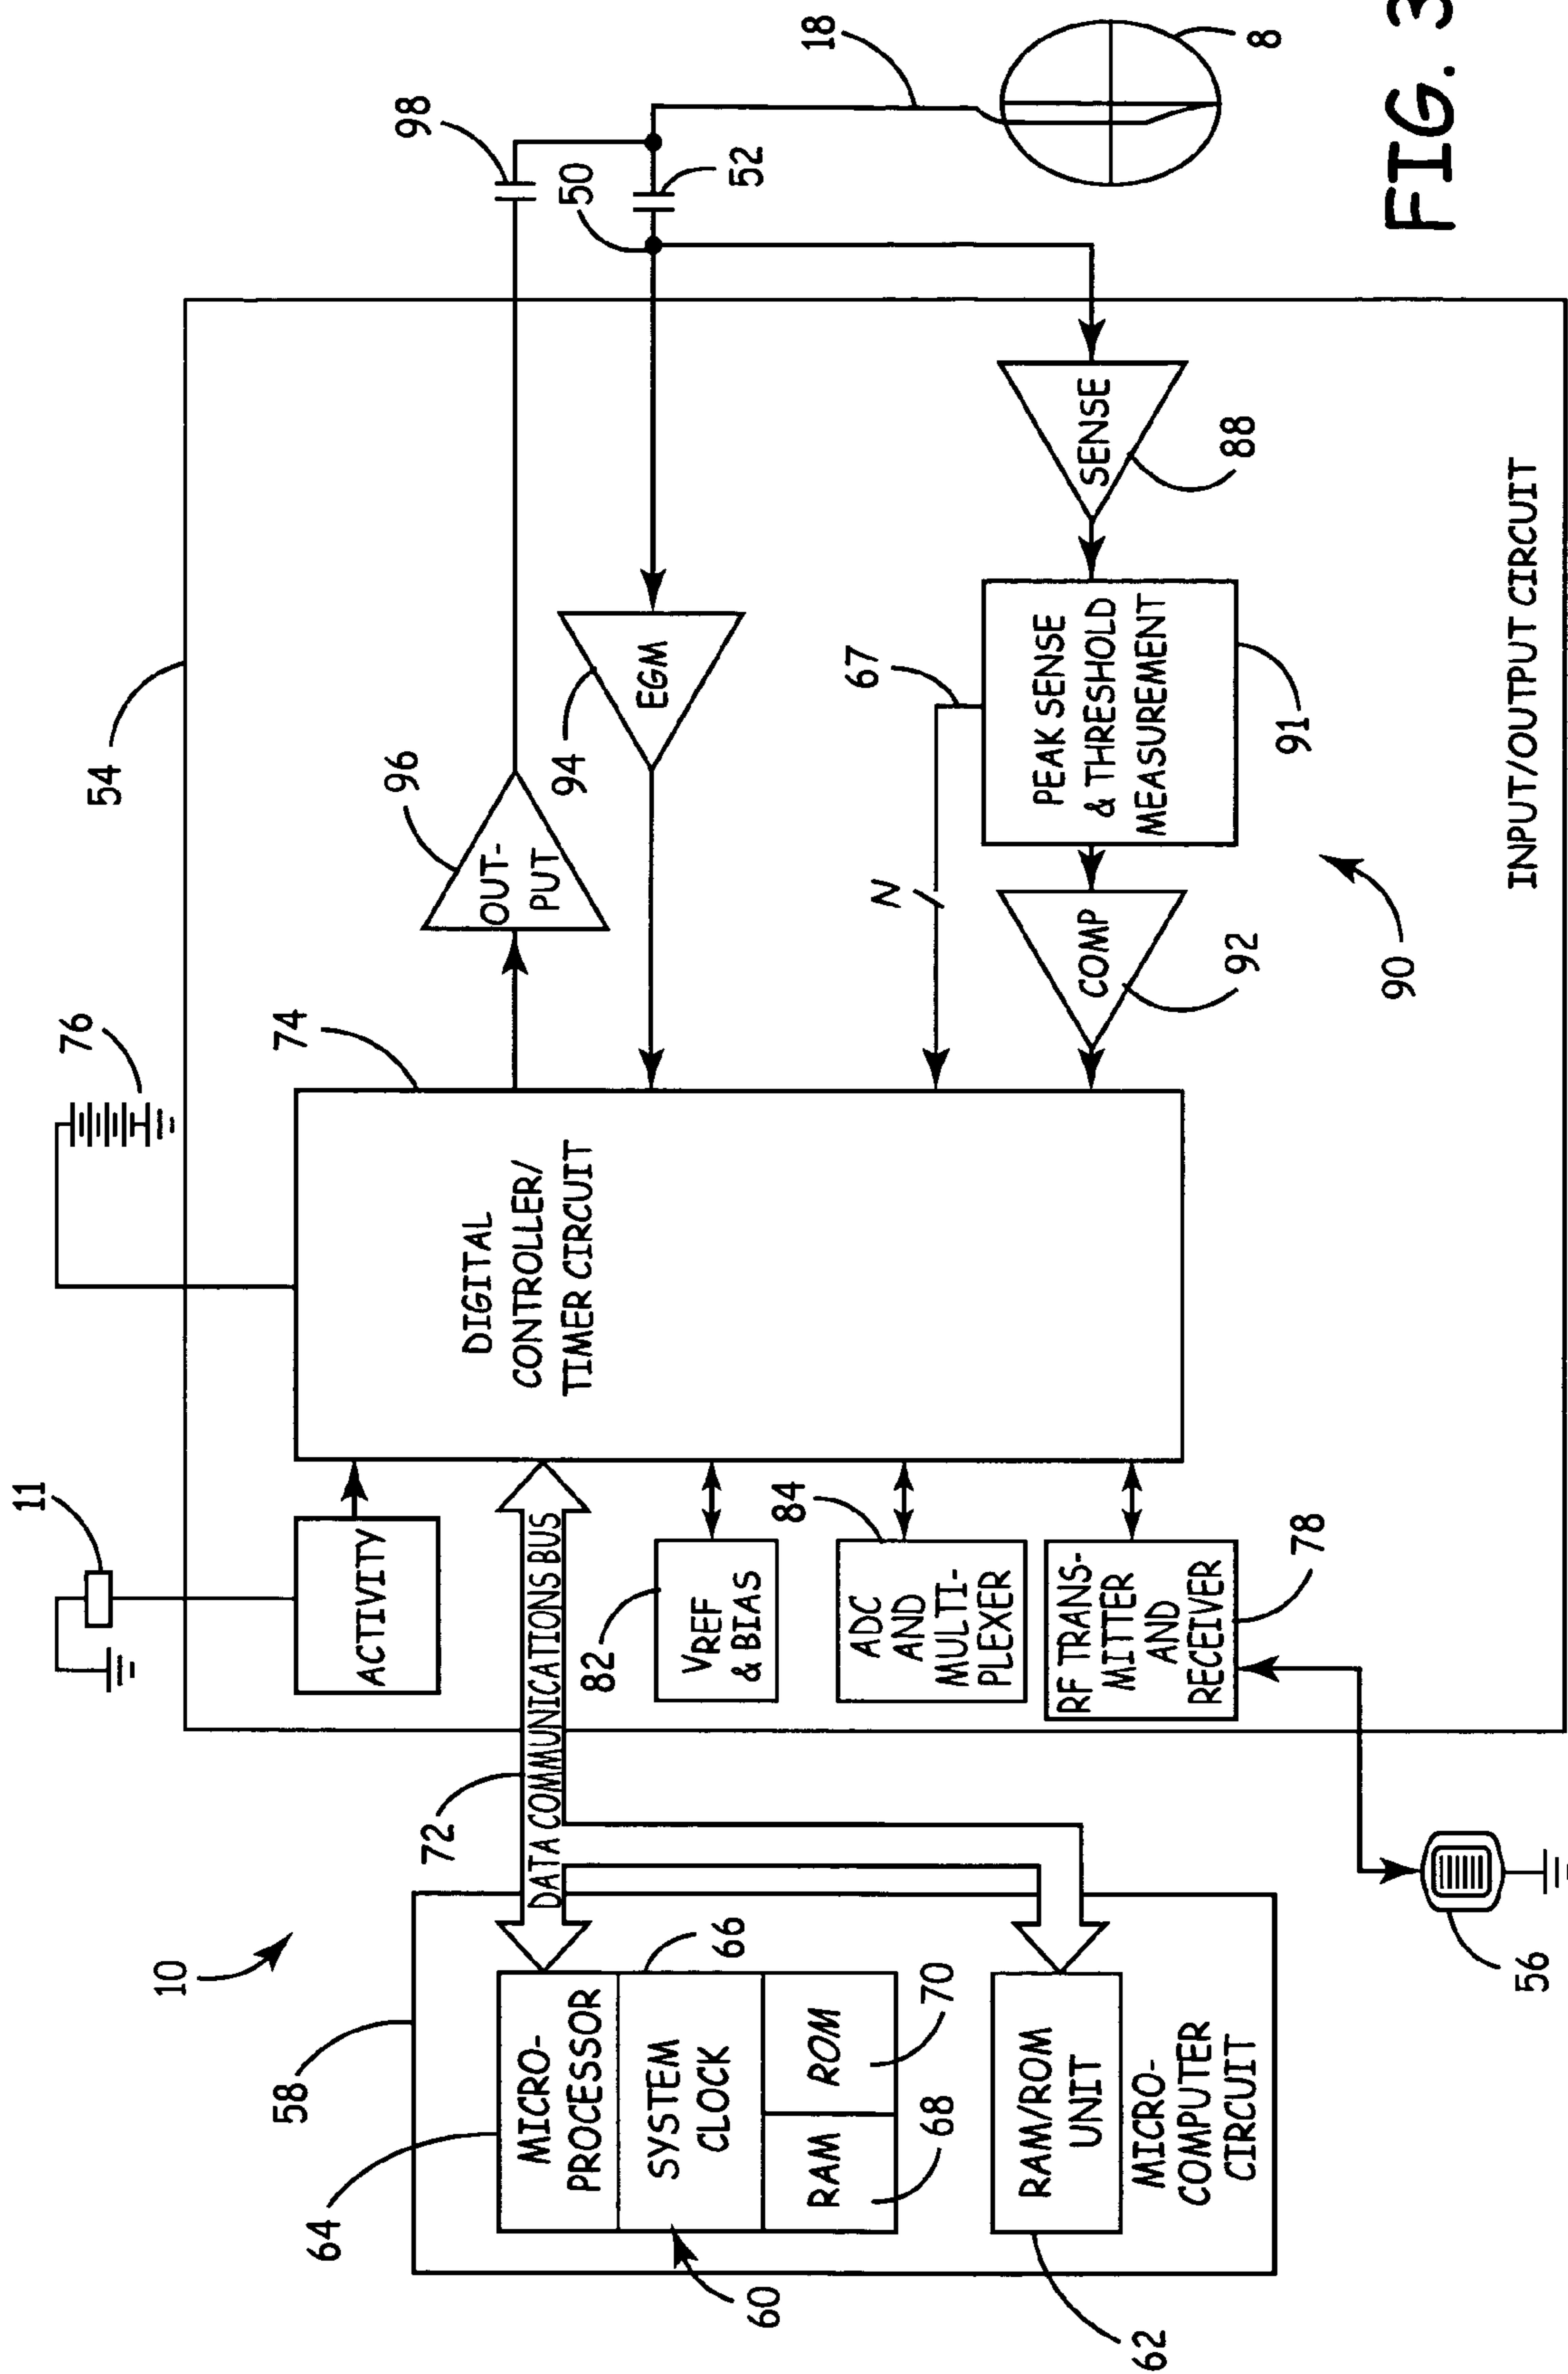 10
58
64
MICRO-
PROCESSOR
SYSTEM
CLOCK
66
RAM
ROM
68
70
60
RAM/ROM
UNIT
62
MICRO-
COMPUTER
CIRCUIT
72
DATA COMMUNICATIONS BUS
11
ACTIVITY
82
VREF
& BIAS
84
ADC
AND
MULTI-
PLEXER
RF TRANS-
MITTER
AND
RECEIVER
78
56
76
74
DIGITAL
CONTROLLER/
TIMER CIRCUIT
54
96
OUT-
PUT
94
EGM
67
N
COMP
92
PEAK SENSE
& THRESHOLD
MEASUREMENT
91
SENSE
88
90
INPUT/OUTPUT CIRCUIT
98
50
52
18
8
FIG. 3